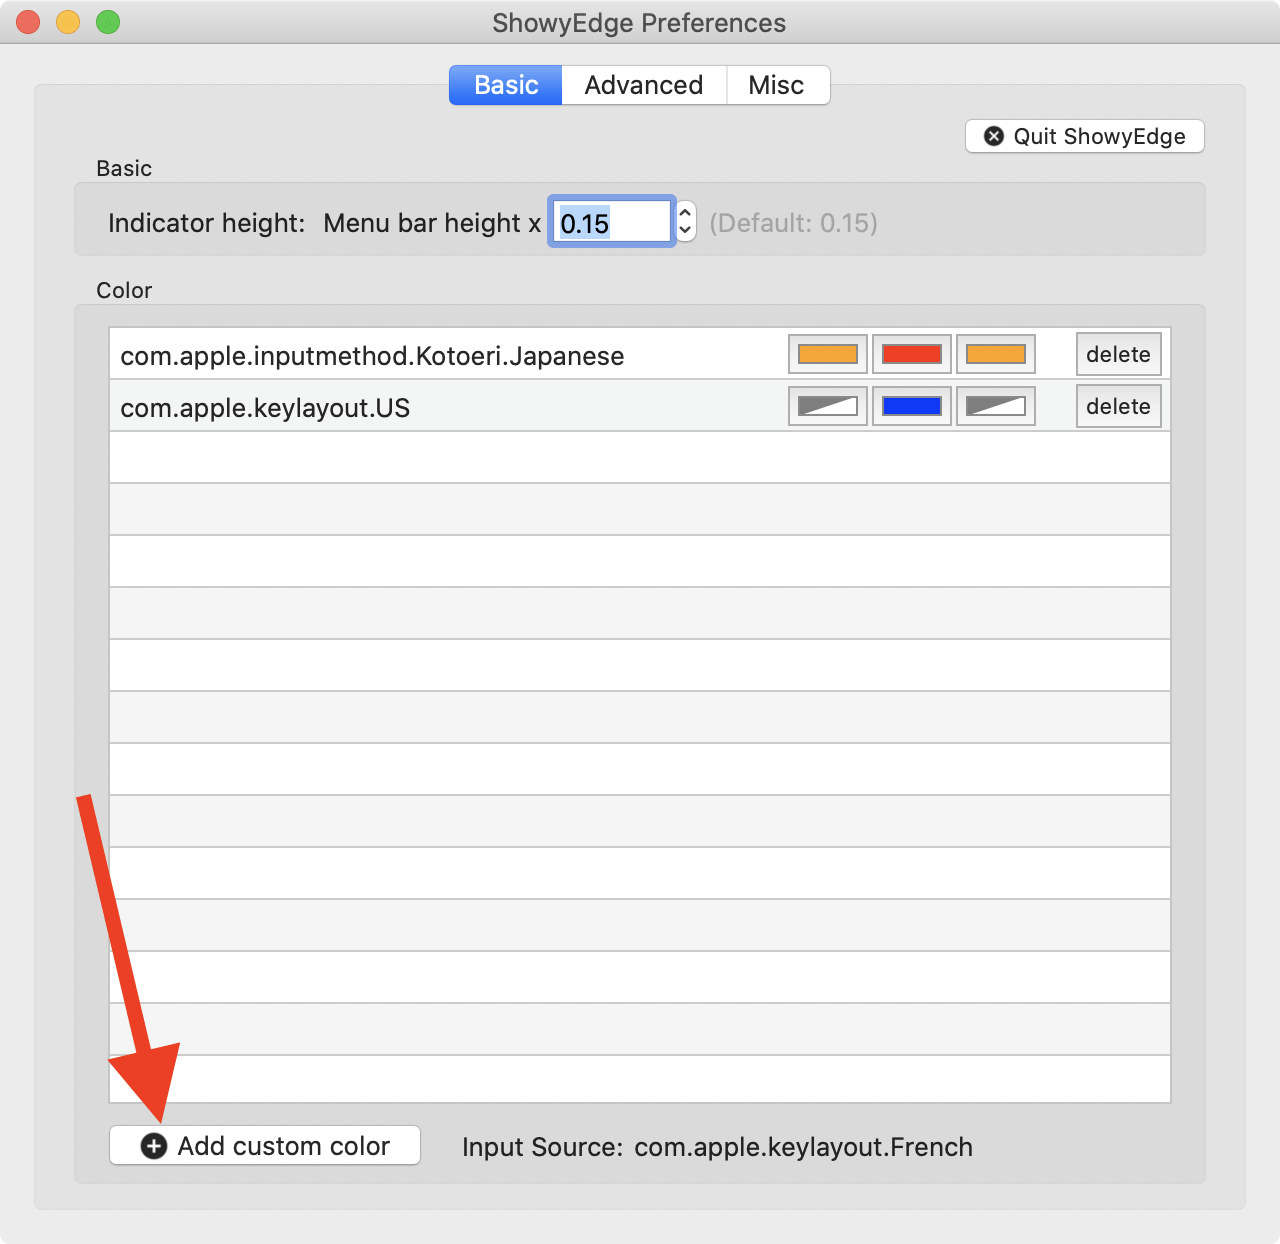 ShowyEdge Preferences
Basic Advanced Misc
Quit ShowyEdge
Basic
Indicator height: Menu bar height x 0.15 (Default: 0.15)
Color
com.apple.inputmethod.Kotoeri.Japanese delete
com.apple.keylayout.US delete
Add custom color Input Source: com.apple.keylayout.French